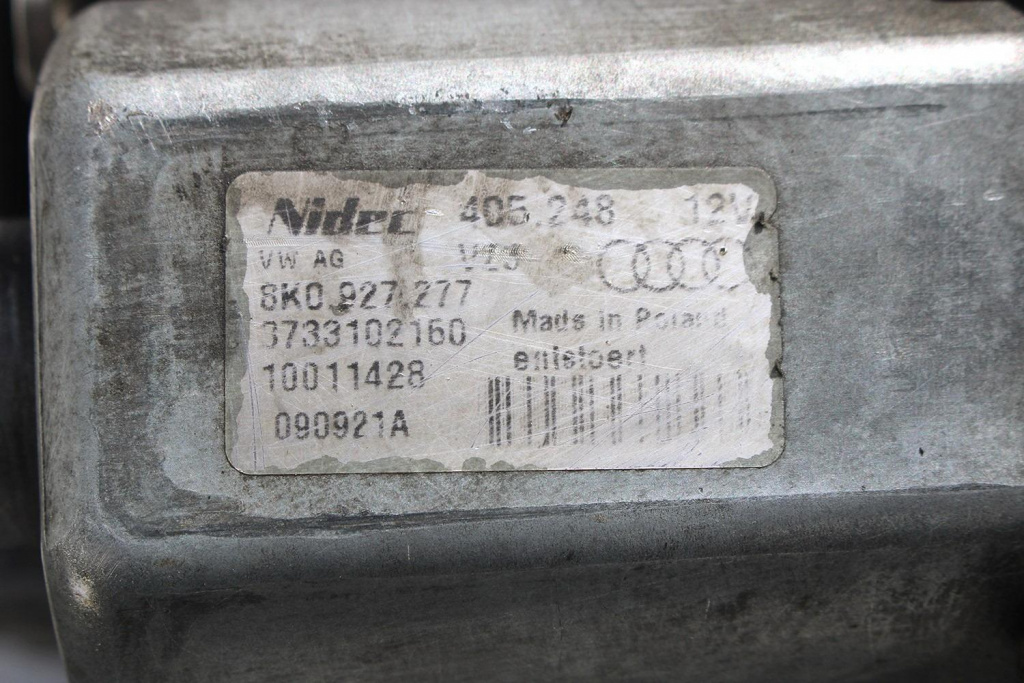 Nidec 405.248 12V
VW AG
8K0.927.277
3733102160
10011428
090921A
Made in Poland
entstoert